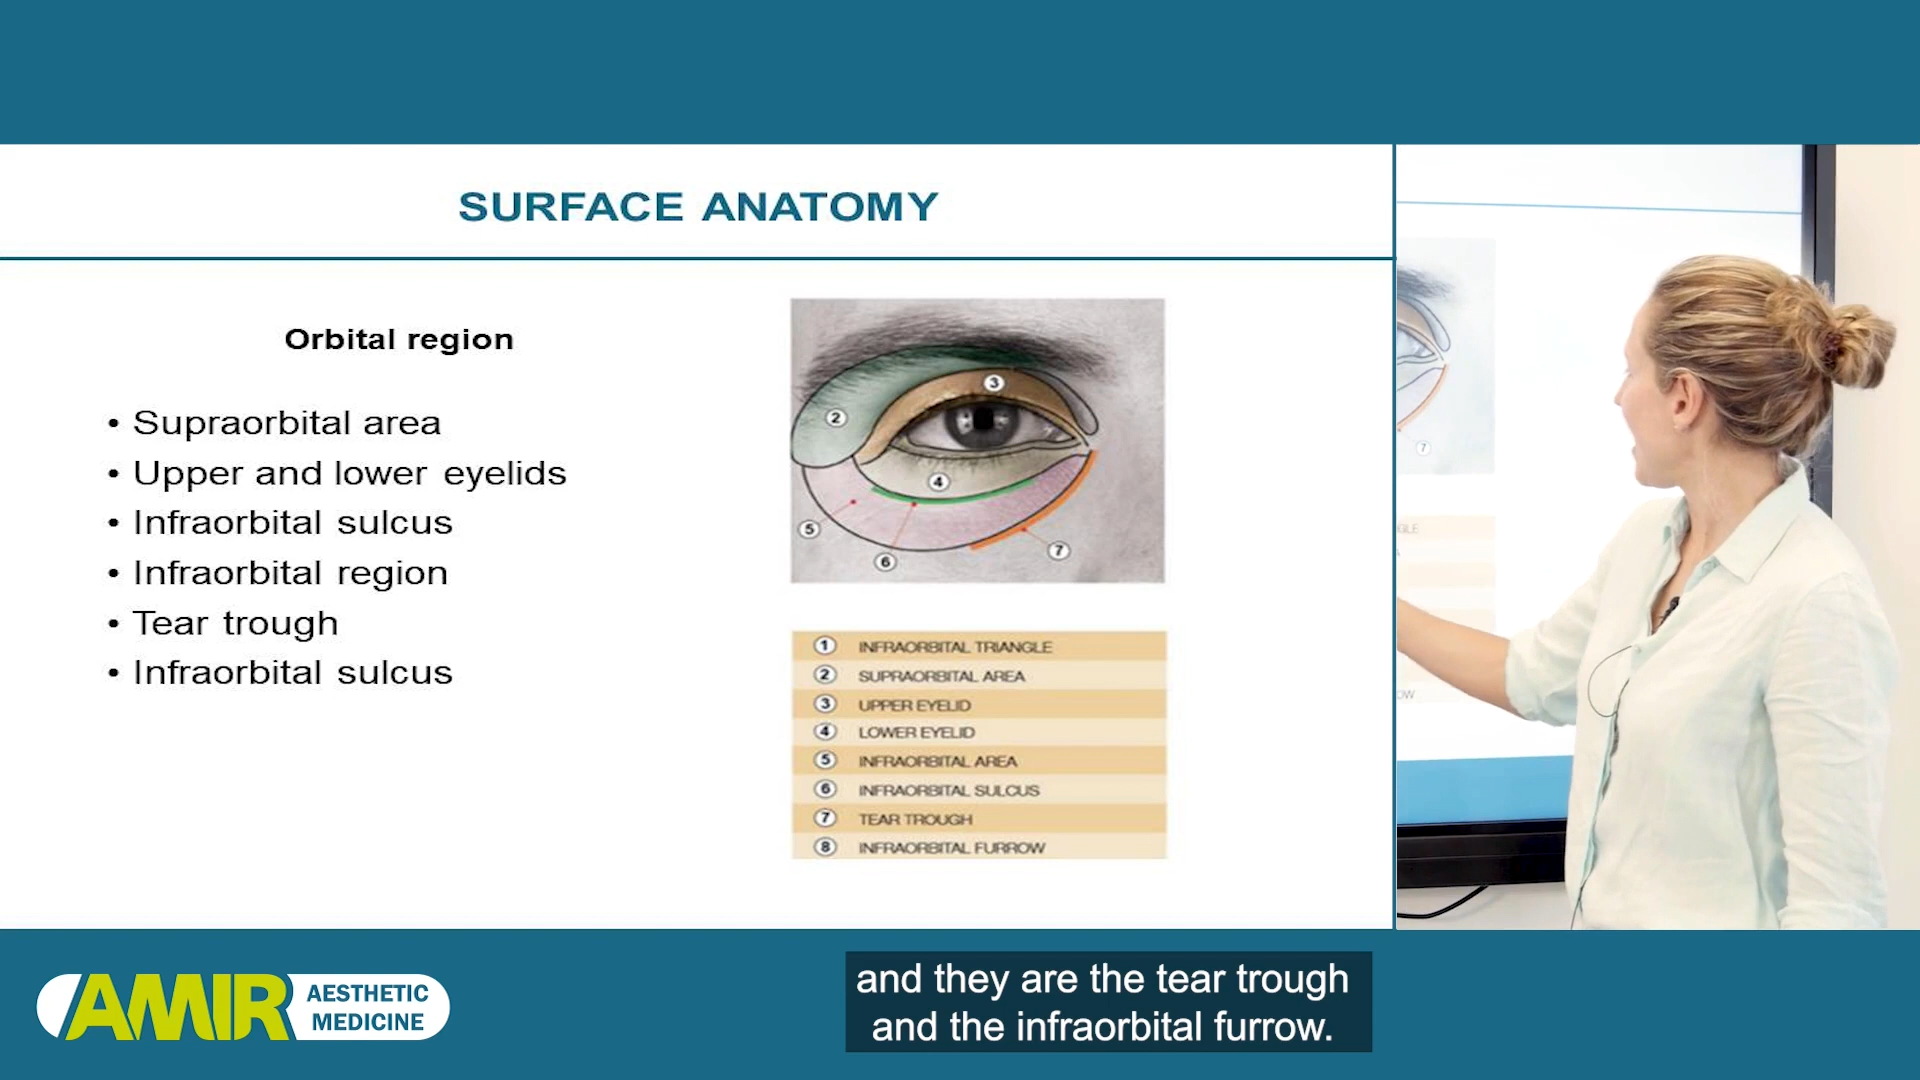 SURFACE ANATOMY
Orbital region
• Supraorbital area
• Upper and lower eyelids
• Infraorbital sulcus
• Infraorbital region
• Tear trough
• Infraorbital sulcus
3
2
4
5
6
7
1 INFRAORBITAL TRIANGLE
2 SUPRAORBITAL AREA
3 UPPER EYELID
4 LOWER EYELID
5 INFRAORBITAL AREA
6 INFRAORBITAL SULCUS
7 TEAR TROUGH
8 INFRAORBITAL FURROW
7
GLE
OW
AMIR AESTHETIC
MEDICINE
and they are the tear trough
and the infraorbital furrow.